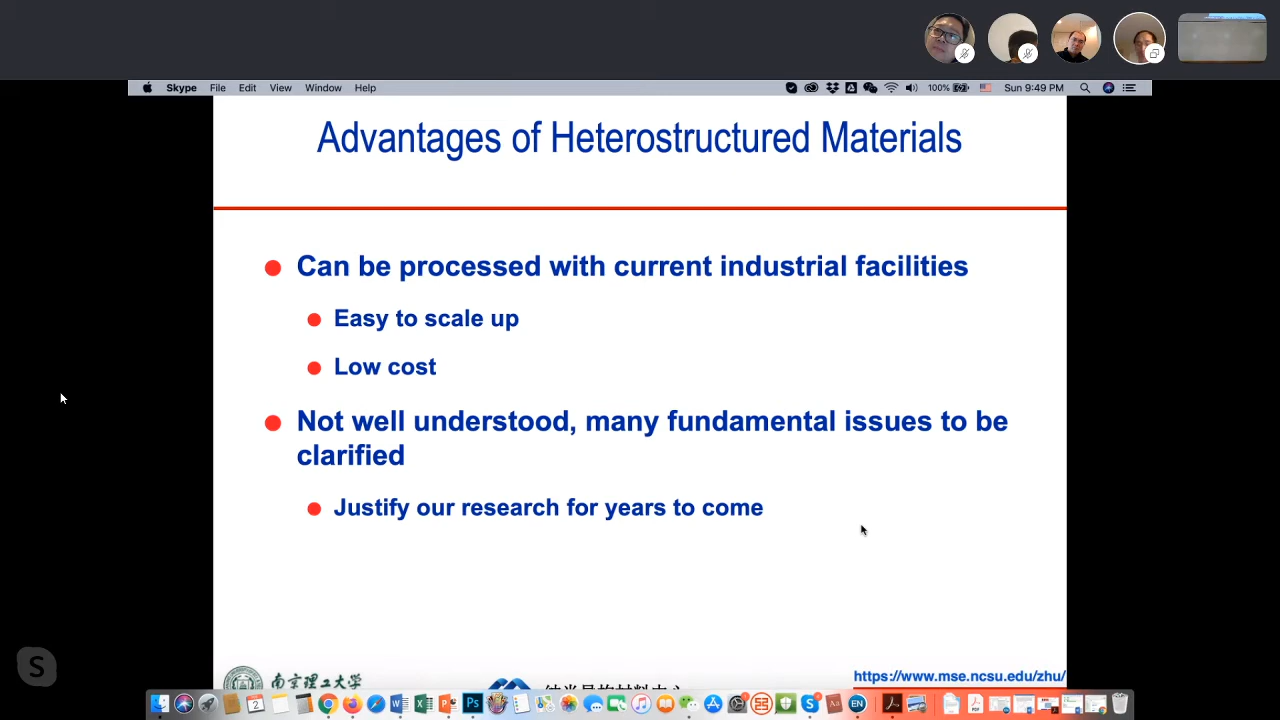 Skype File Edit View Window Help 100% Sun 9:49 PM
Advantages of Heterostructured Materials
Can be processed with current industrial facilities
Easy to scale up
Low cost
Not well understood, many fundamental issues to be
clarified
Justify our research for years to come
南京理工大学
https://www.mse.ncsu.edu/zhu/